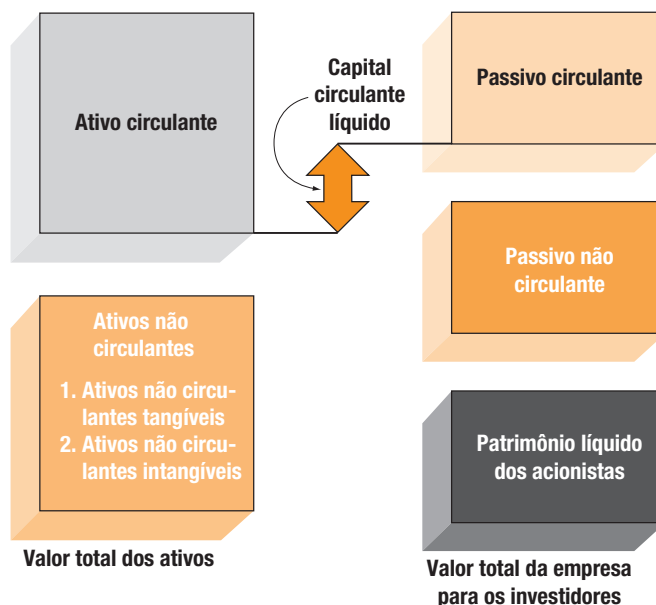 Ativo circulante
Capital
circulante
líquido
Passivo circulante
Passivo não
circulante
Ativos não
circulantes
1. Ativos não circu-
lantes tangíveis
2. Ativos não circu-
lantes intangíveis
Patrimônio líquido
dos acionistas
Valor total dos ativos
Valor total da empresa
para os investidores